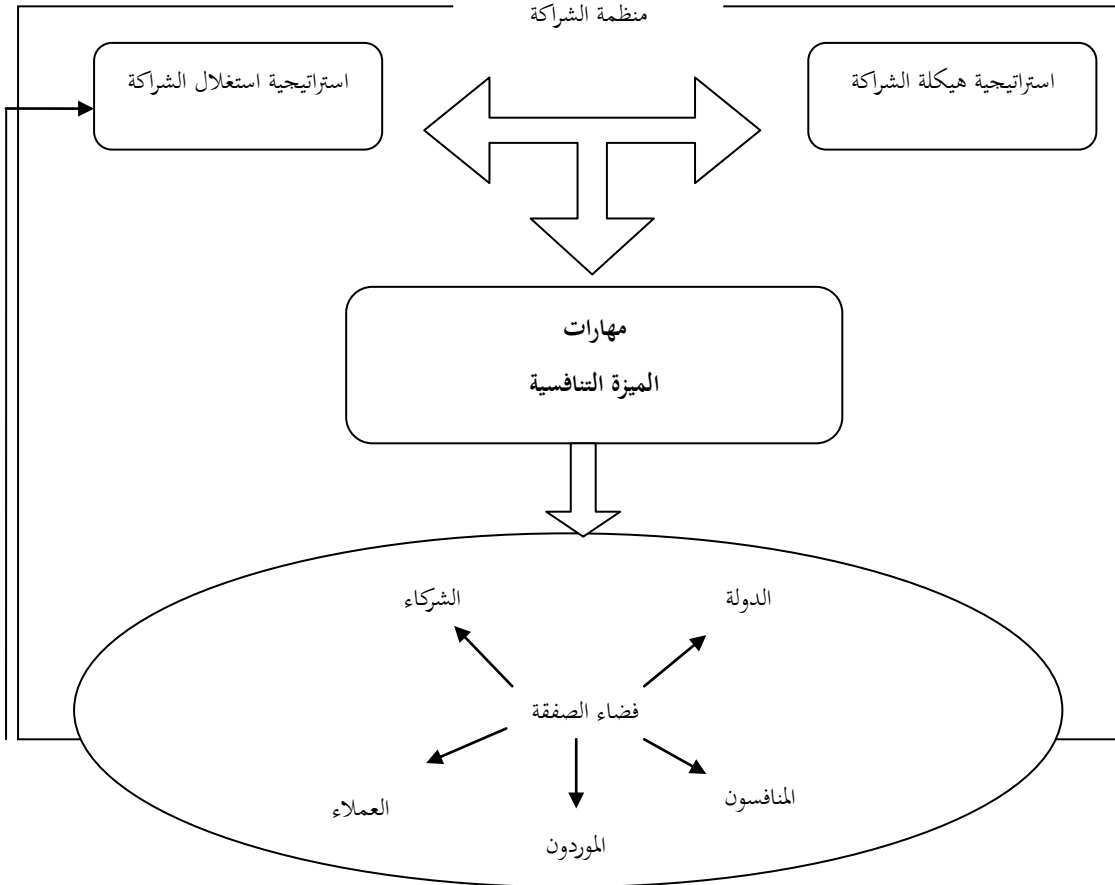 منظمة الشراكة
استراتيجية هيكلة الشراكة
استراتيجية استغلال الشراكة
مهارات
الميزة التنافسية
الدولة
الشركاء
فضاء الصفقة
المنافسون
العملاء
الموردون